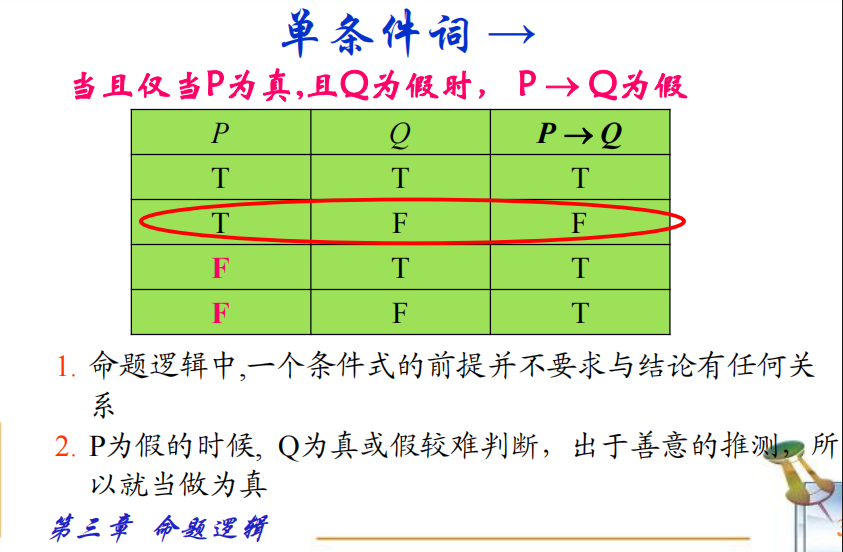 单条件词 →
当且仅当P为真,且Q为假时， P → Q为假
P Q P → Q
T T T
T F F
F T T
F F T
1. 命题逻辑中,一个条件式的前提并不要求与结论有任何关
系
2. P为假的时候, Q为真或假较难判断，出于善意的推测，所
以就当做为真
第三章 命题逻辑